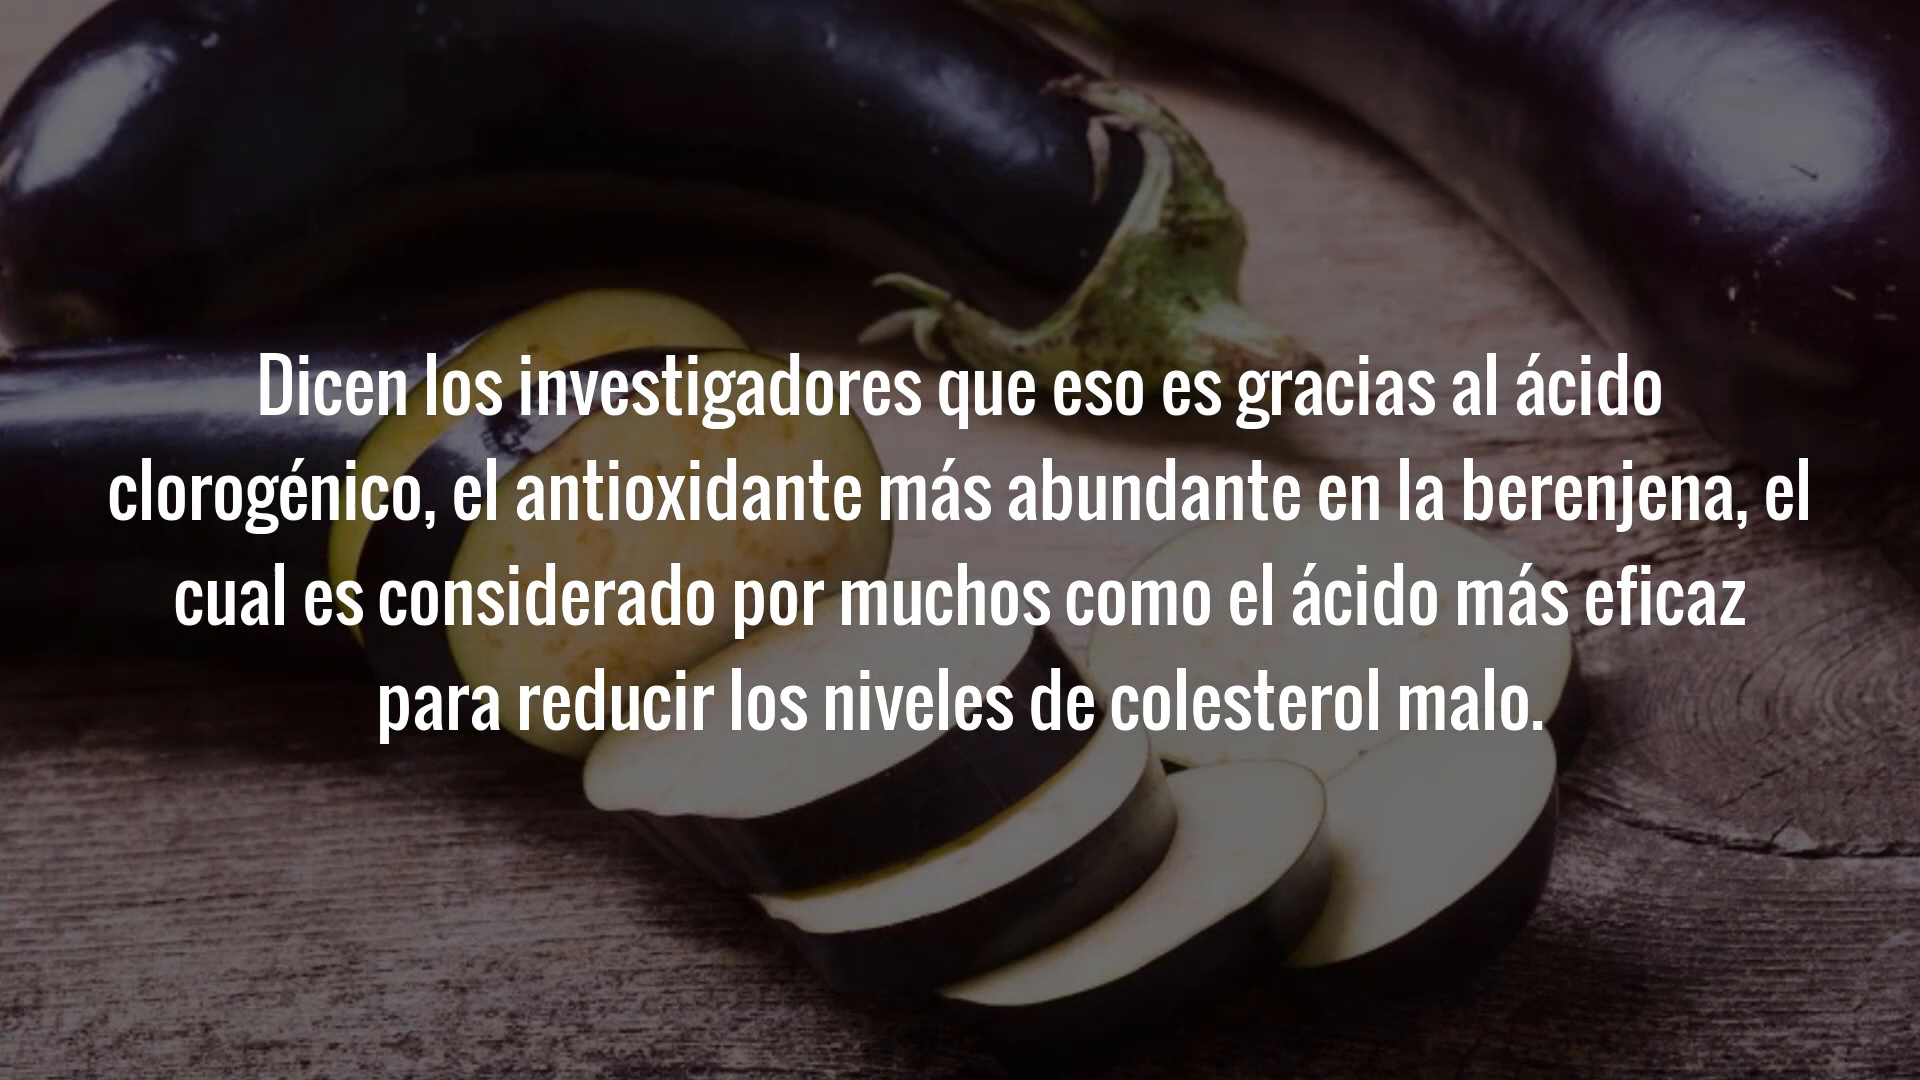 Dicen los investigadores que eso es gracias al ácido
clorogénico, el antioxidante más abundante en la berenjena, el
cual es considerado por muchos como el ácido más eficaz
para reducir los niveles de colesterol malo.